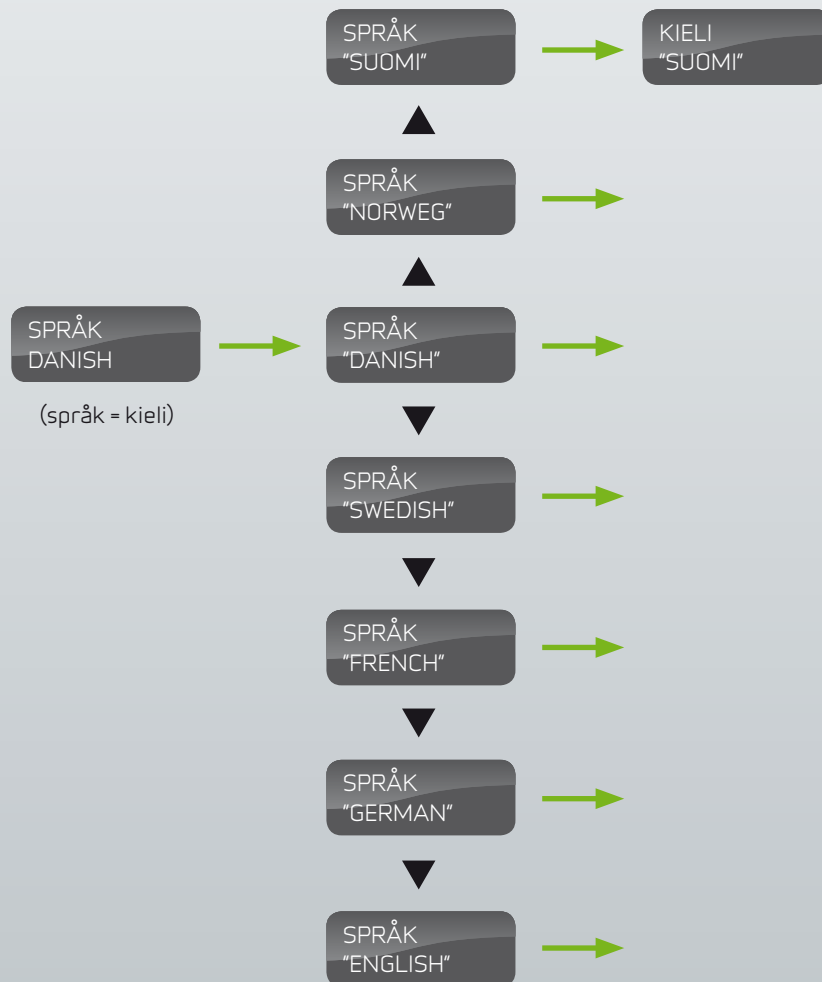 SPRÅK
"SUOMI"
KIELI
"SUOMI"
SPRÅK
"NORWEG"
SPRÅK
DANISH
(språk = kieli)
SPRÅK
"DANISH"
SPRÅK
"SWEDISH"
SPRÅK
"FRENCH"
SPRÅK
"GERMAN"
SPRÅK
"ENGLISH"